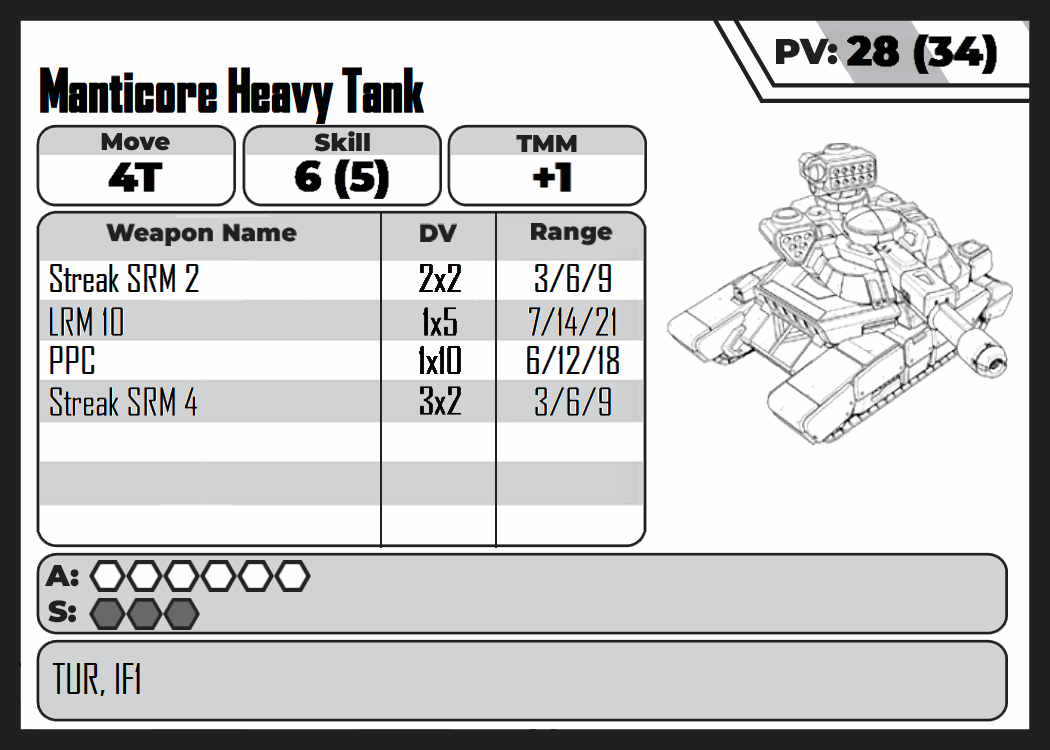 PV: 28 (34)
Manticore Heavy Tank
Move Skill TMM
4T 6 (5) +1
Weapon Name DV Range
Streak SRM 2 2x2 3/6/9
LRM 10 1x5 7/14/21
PPC 1x10 6/12/18
Streak SRM 4 3x2 3/6/9
A:
S:
TUR, IF1